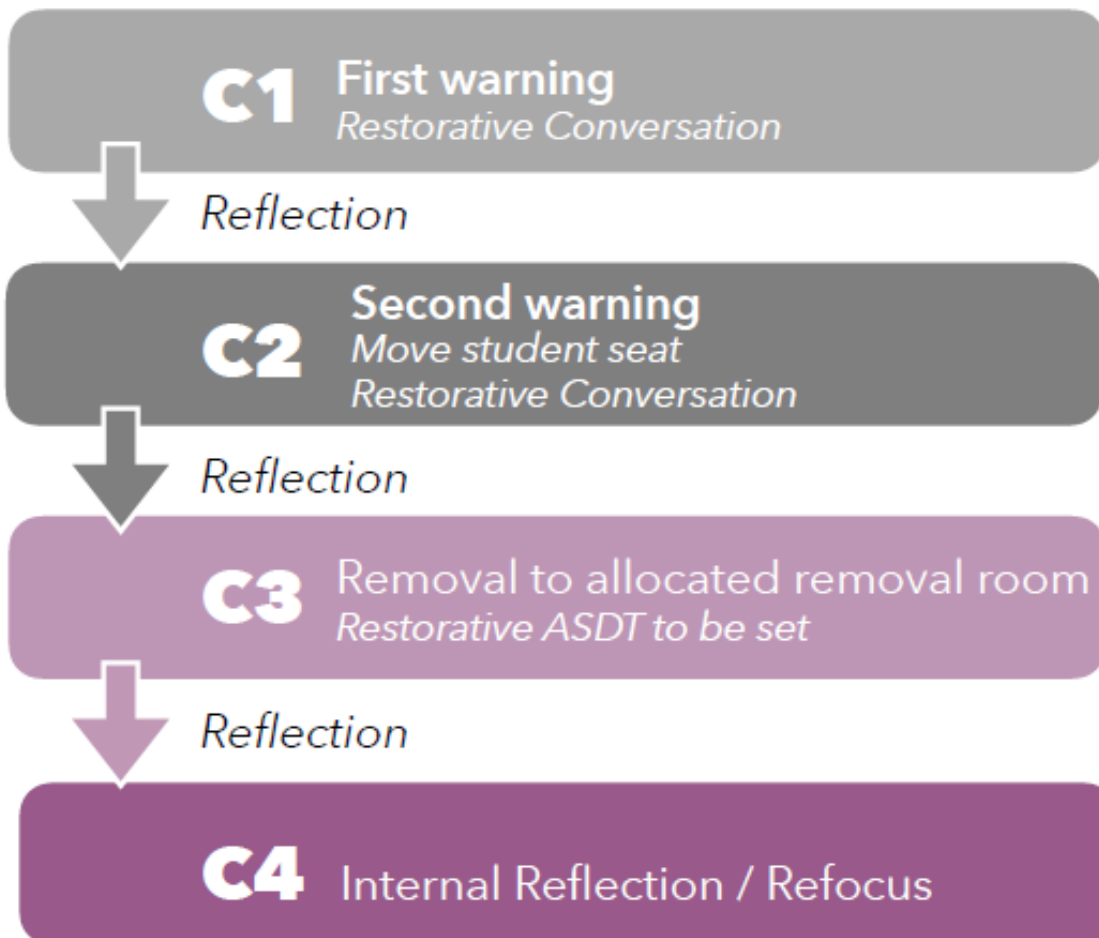 C1 First warning
Restorative Conversation
Reflection
C2 Second warning
Move student seat
Restorative Conversation
Reflection
C3 Removal to allocated removal room
Restorative ASDT to be set
Reflection
C4 Internal Reflection / Refocus